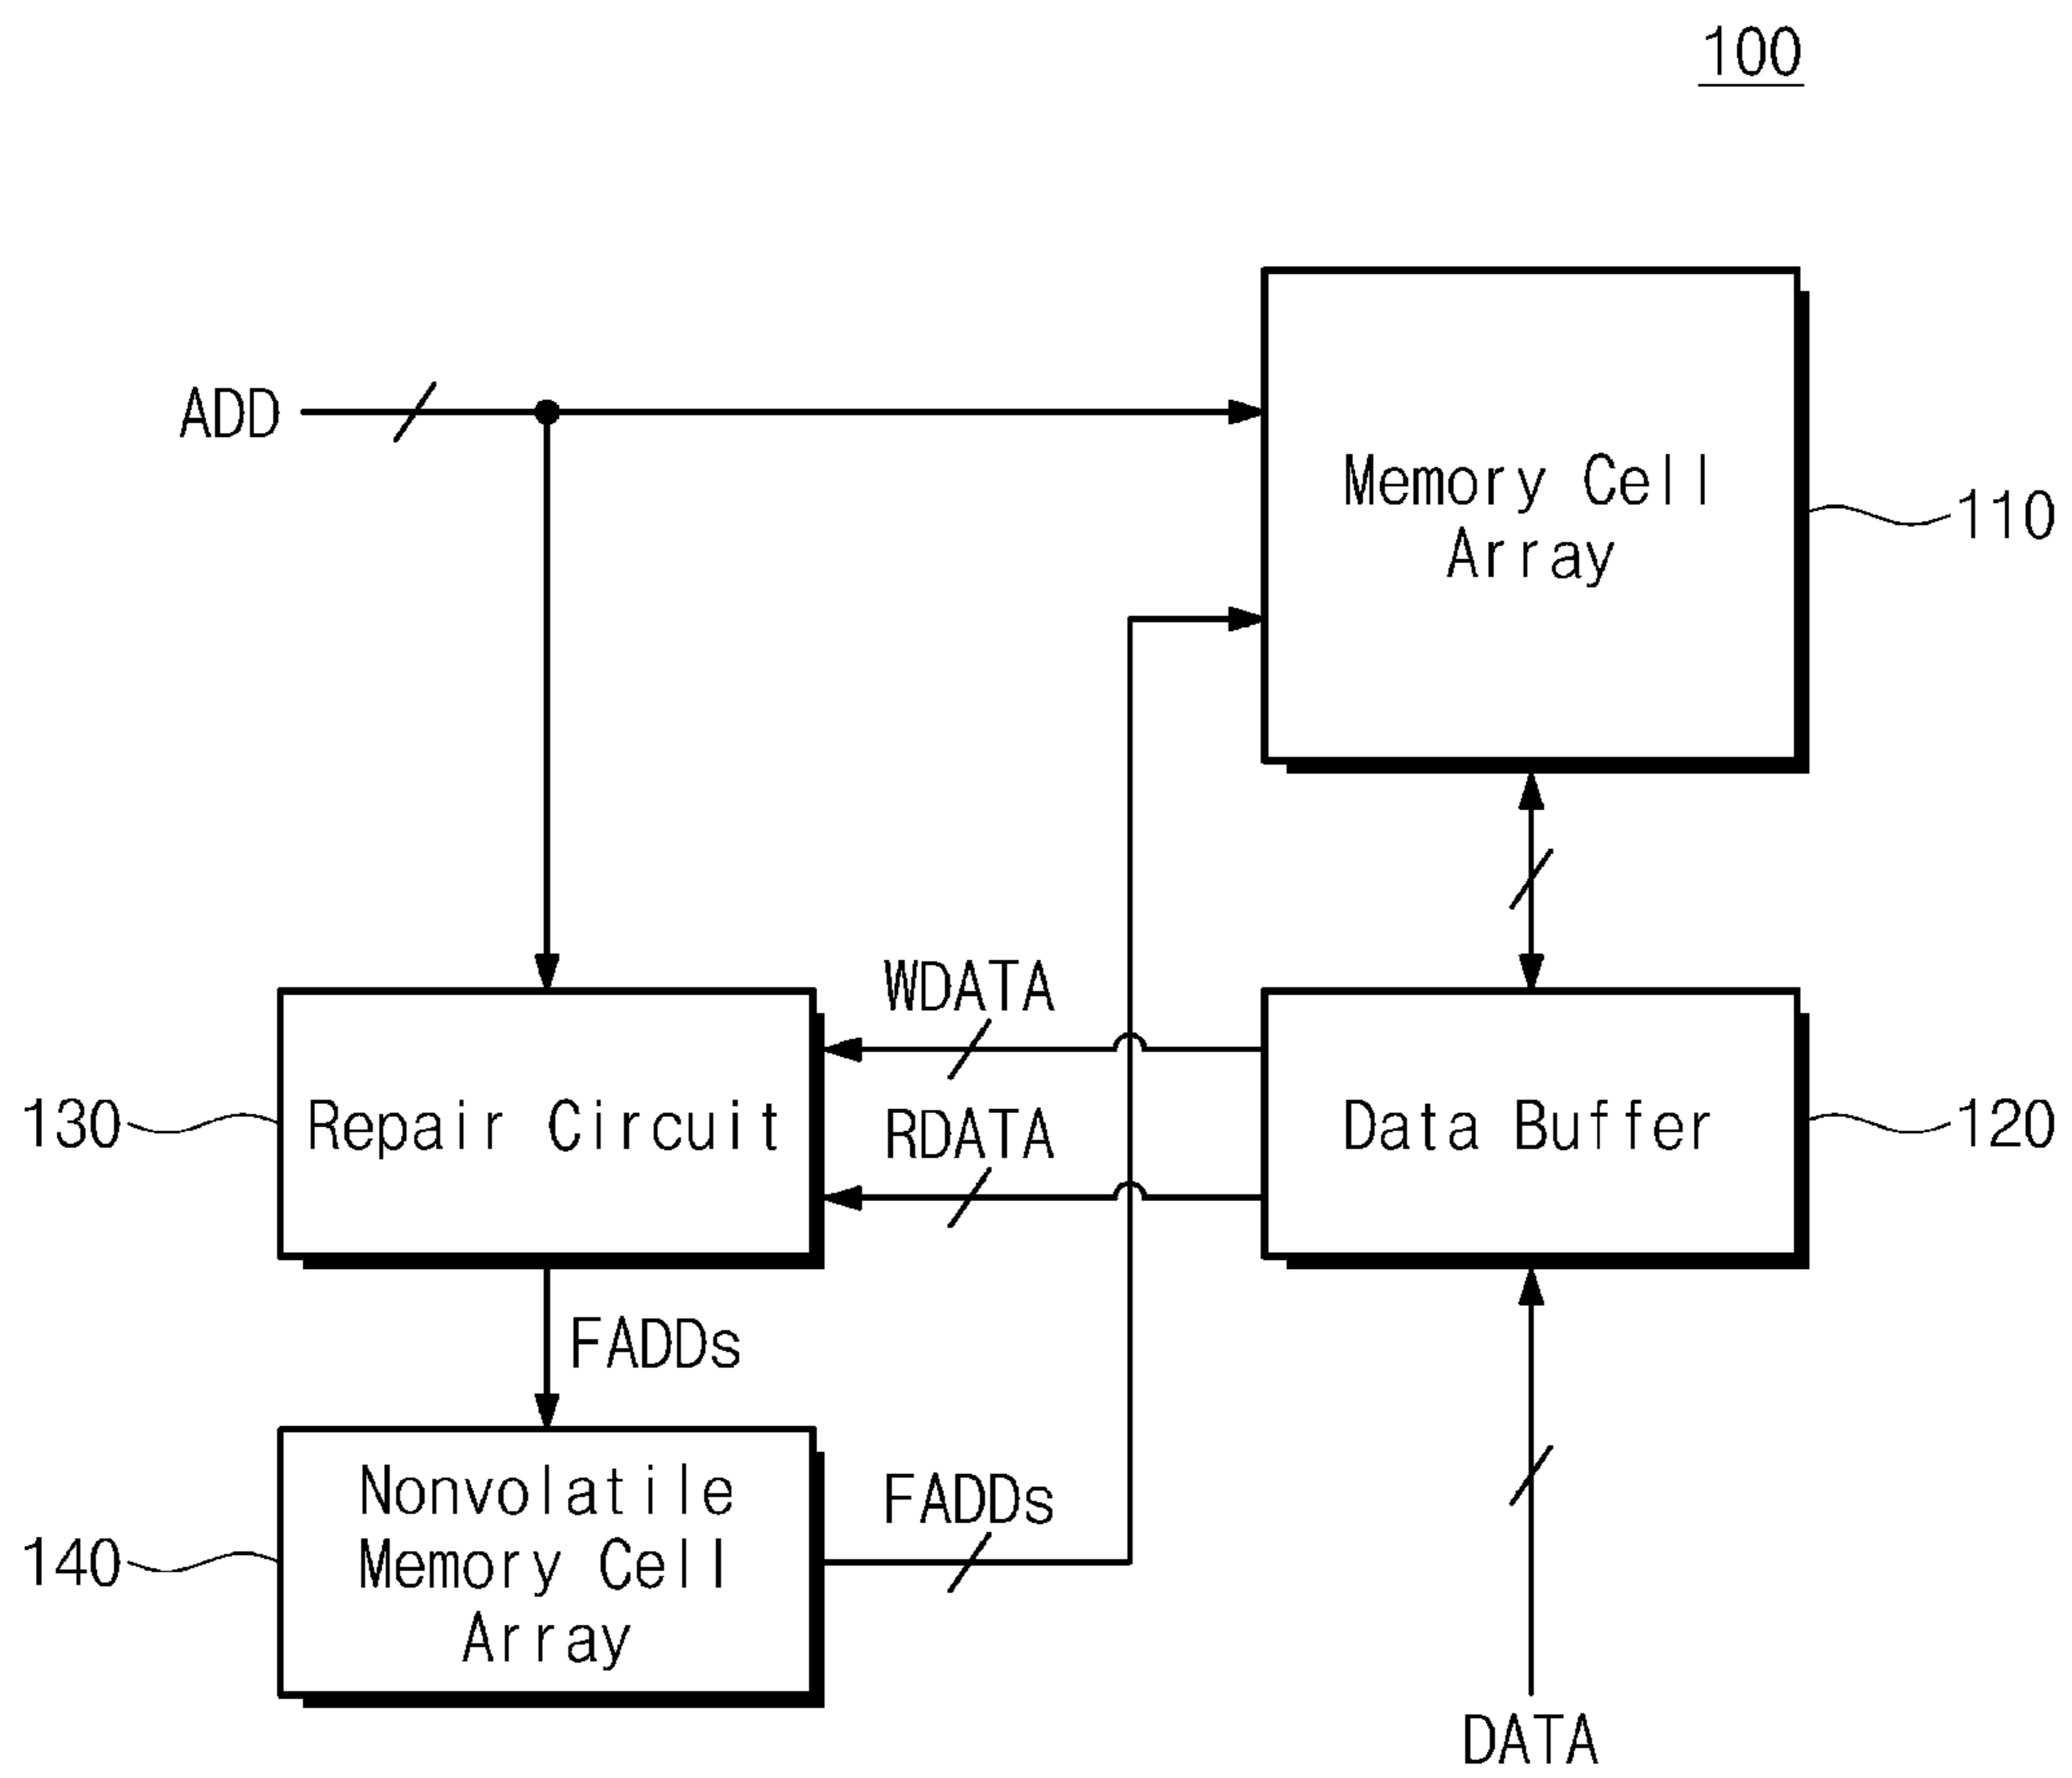 100
ADD
Memory Cell
Array
110
WDATA
130
Repair Circuit
RDATA
Data Buffer
120
FADDs
140
Nonvolatile
Memory Cell
Array
FADDs
DATA